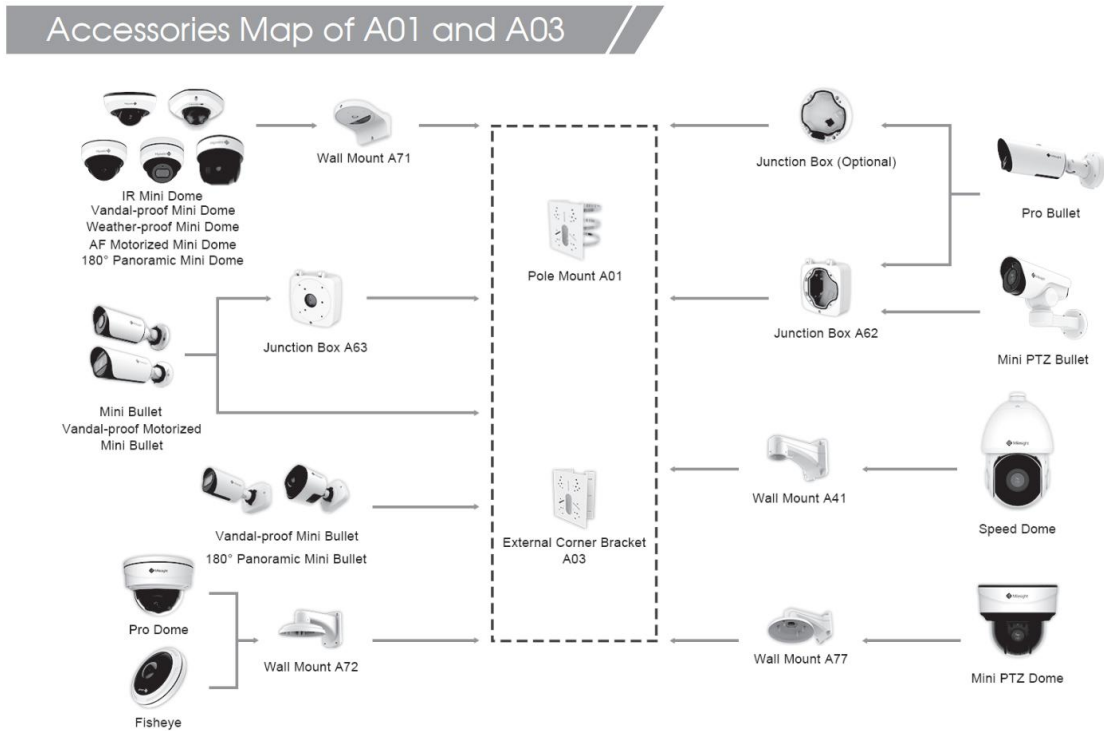 Accessories Map of A01 and A03
Wall Mount A71
IR Mini Dome
Vandal-proof Mini Dome
Weather-proof Mini Dome
AF Motorized Mini Dome
180° Panoramic Mini Dome
Junction Box (Optional)
Pro Bullet
Pole Mount A01
Junction Box A63
Junction Box A62
Mini PTZ Bullet
Mini Bullet
Vandal-proof Motorized
Mini Bullet
Vandal-proof Mini Bullet
180° Panoramic Mini Bullet
External Corner Bracket
A03
Wall Mount A41
Milesight
Speed Dome
Milesight
Pro Dome
Wall Mount A72
Fisheye
Wall Mount A77
Milesight
Mini PTZ Dome